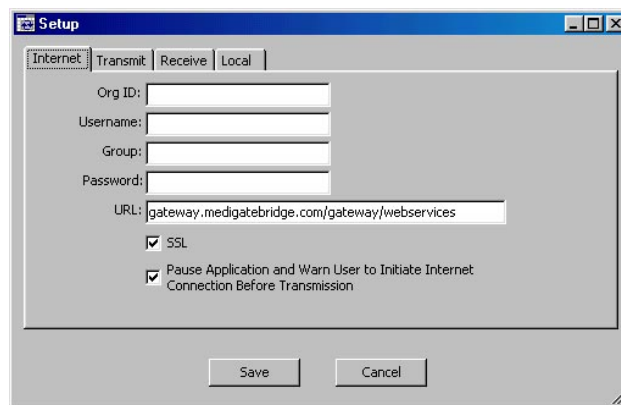 Setup
Internet Transmit Receive Local
Org ID:
Username:
Group:
Password:
URL: gateway.medigatebridge.com/gateway/webservices
SSL
Pause Application and Warn User to Initiate Internet
Connection Before Transmission
Save Cancel